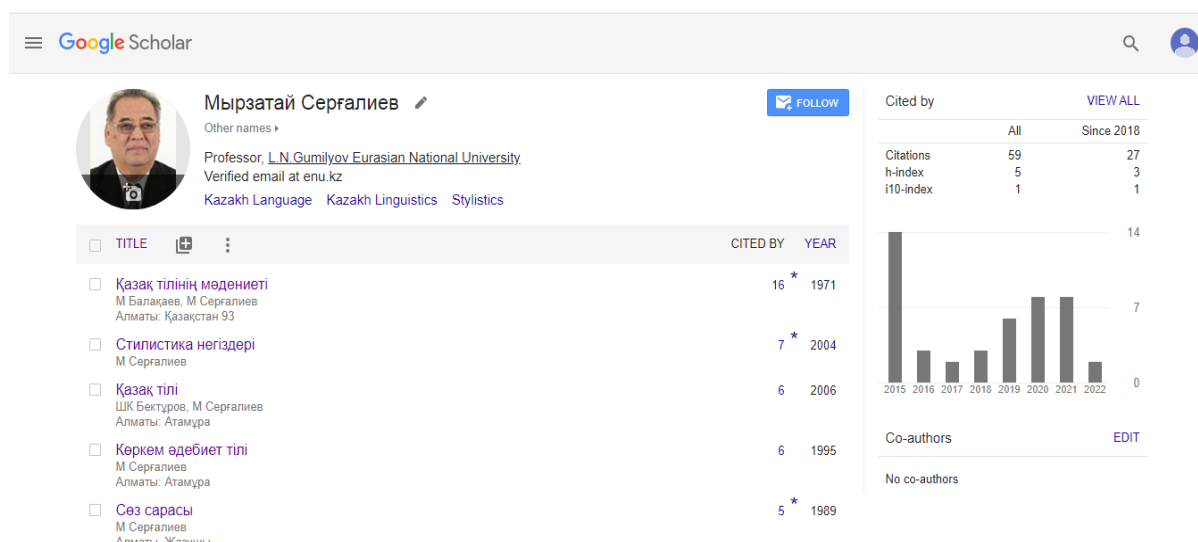 Google Scholar
Мырзатай Серғалиев
FOLLOW
Other names
Professor, L.N.Gumilyov Eurasian National University
Verified email at enu.kz
Kazakh Language Kazakh Linguistics Stylistics
TITLE CITED BY YEAR
Қазақ тілінің мәдениеті 16 * 1971
М Балақаев, М Серғалиев
Алматы: Қазақстан 93
Стилистика негіздері 7 * 2004
М Серғалиев
Қазақ тілі 6 2006
ШК Бектұров, М Серғалиев
Алматы: Атамұра
Көркем әдебиет тілі 6 1995
М Серғалиев
Алматы: Атамұра
Сөз сарасы 5 * 1989
М Серғалиев
Алматы: Жазушы
Cited by VIEW ALL
All Since 2018
Citations 59 27
h-index 5 3
i10-index 1 1
14
7
0
2015 2016 2017 2018 2019 2020 2021 2022
Co-authors EDIT
No co-authors